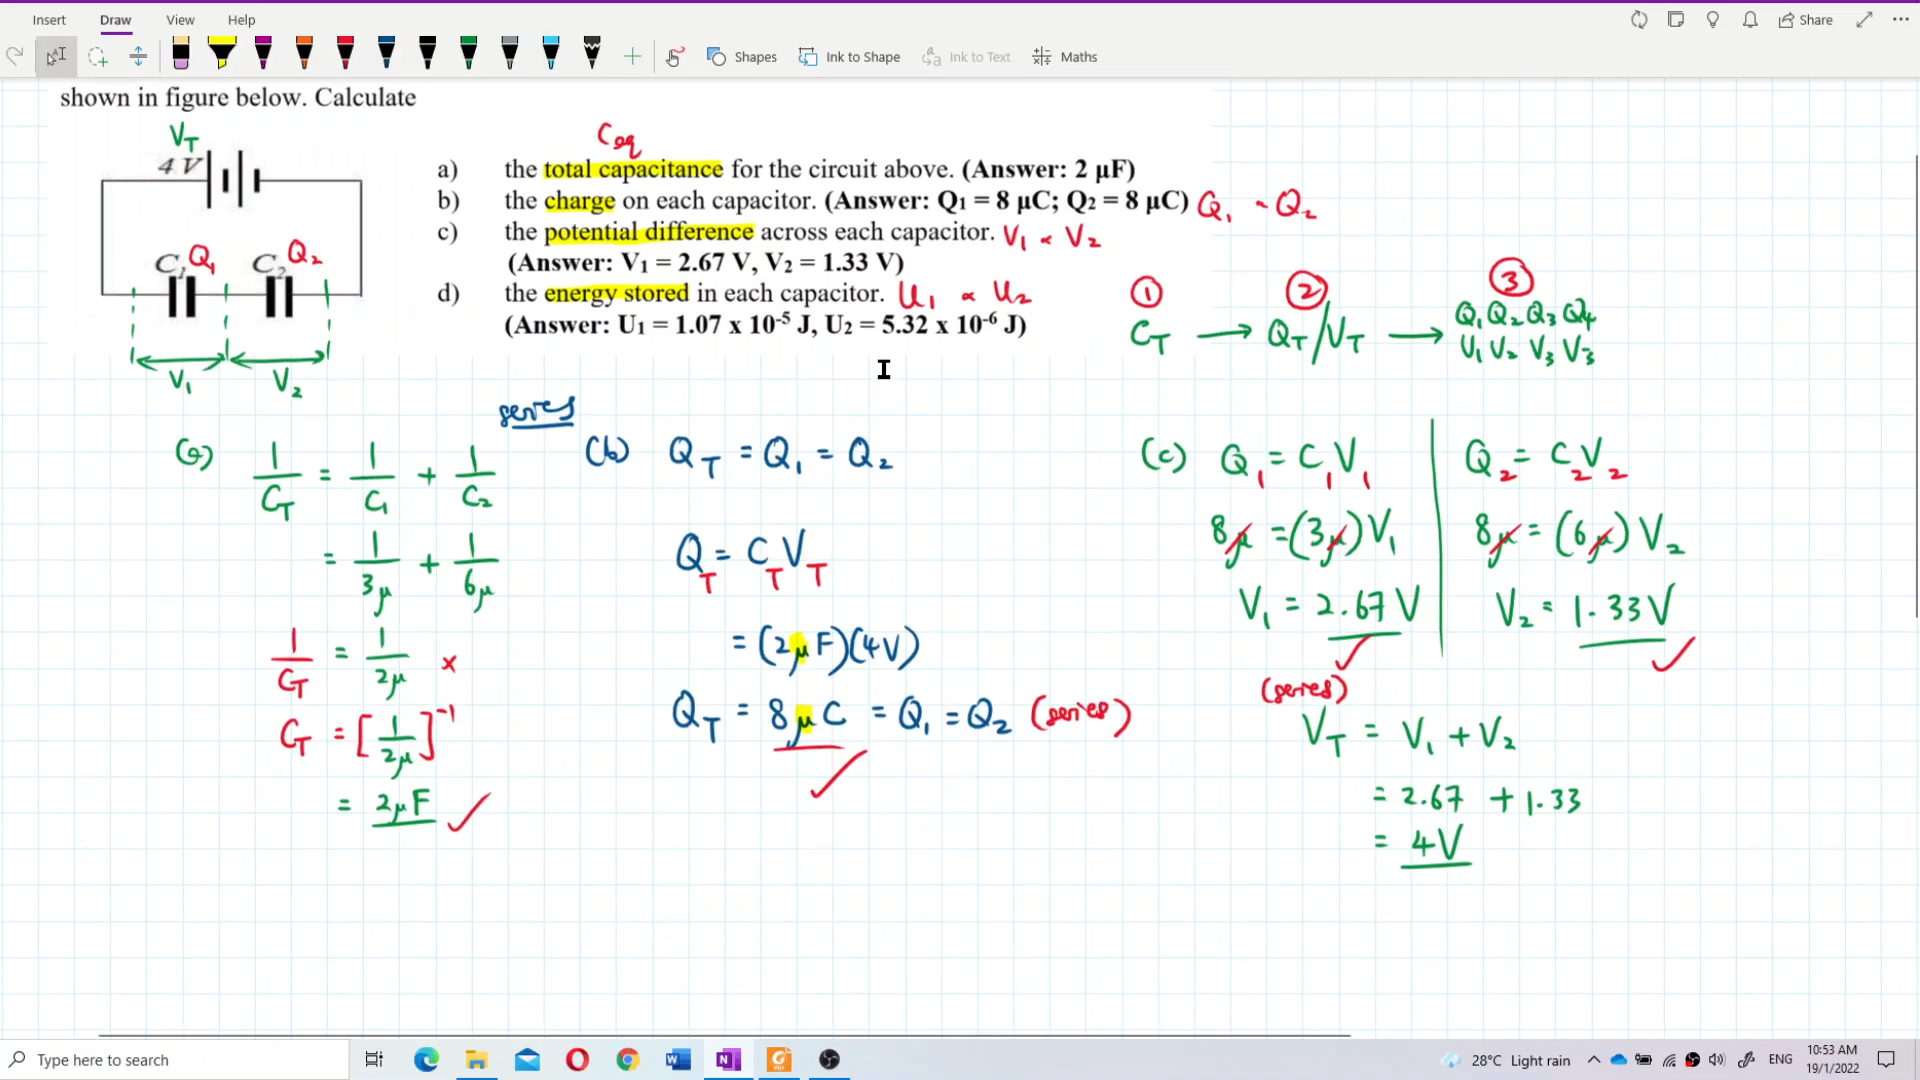 Insert Draw View Help
Share
Shapes Ink to Shape Ink to Text Maths
shown in figure below. Calculate
VT
4 V
C1 Q1 C2 Q2
V1 V2
Ceq
a) the total capacitance for the circuit above. (Answer: 2 μF)
b) the charge on each capacitor. (Answer: Q1 = 8 μC; Q2 = 8 μC) Q1 ~ Q2
c) the potential difference across each capacitor. V1 ∝ V2
(Answer: V1 = 2.67 V, V2 = 1.33 V)
d) the energy stored in each capacitor. U1 ∝ U2
(Answer: U1 = 1.07 x 10-5 J, U2 = 5.32 x 10-6 J)
① ② ③
CT → QT/VT → Q1 Q2 Q3 Q4
V1 V2 V3 V3
series
(a) 1/CT = 1/C1 + 1/C2
= 1/3μ + 1/6μ
1/CT = 1/2μ ×
CT = [1/2μ]-1
= 2μF
(b) QT = Q1 = Q2
QT = CT VT
= (2μF)(4V)
QT = 8μC = Q1 = Q2 (series)
(c) Q1 = C1V1
8μ = (3μ)V1
V1 = 2.67 V
Q2 = C2V2
8μ = (6μ)V2
V2 = 1.33V
(series)
VT = V1 + V2
= 2.67 + 1.33
= 4V
Type here to search
28°C Light rain ENG 10:53 AM
19/1/2022